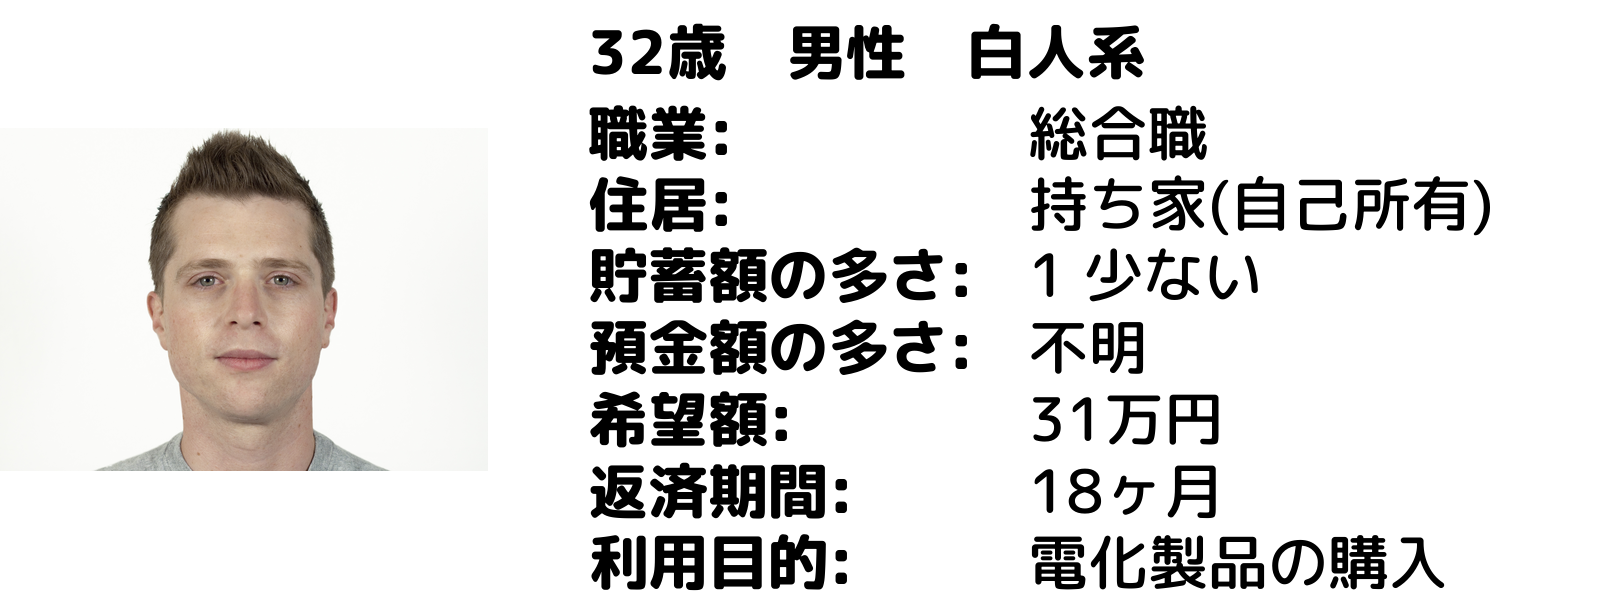 32歳　男性　白人系
職業:　総合職
住居:　持ち家(自己所有)
貯蓄額の多さ:　1 少ない
預金額の多さ:　不明
希望額:　31万円
返済期間:　18ヶ月
利用目的:　電化製品の購入